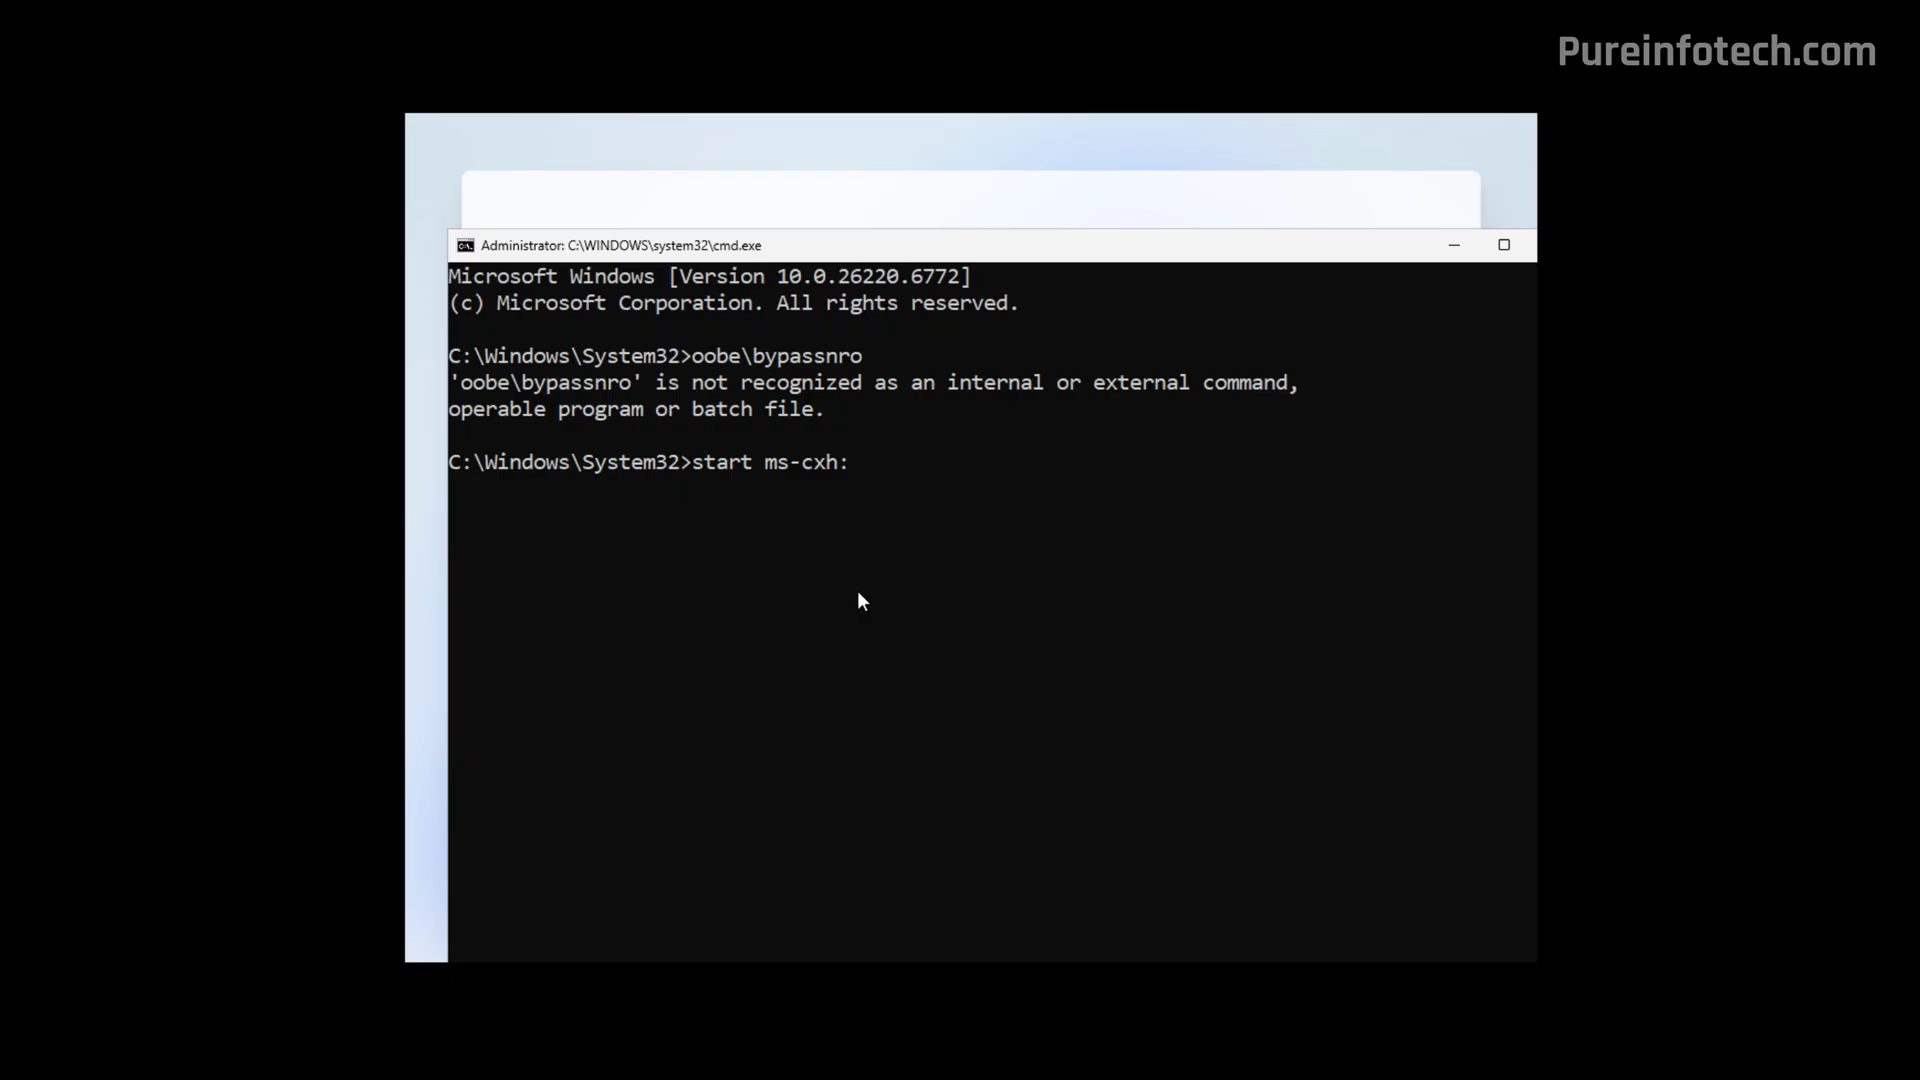 Pureinfotech.com
Administrator: C:\WINDOWS\system32\cmd.exe
Microsoft Windows [Version 10.0.26220.6772]
(c) Microsoft Corporation. All rights reserved.
C:\Windows\System32>oobe\bypassnro
'oobe\bypassnro' is not recognized as an internal or external command,
operable program or batch file.
C:\Windows\System32>start ms-cxh: